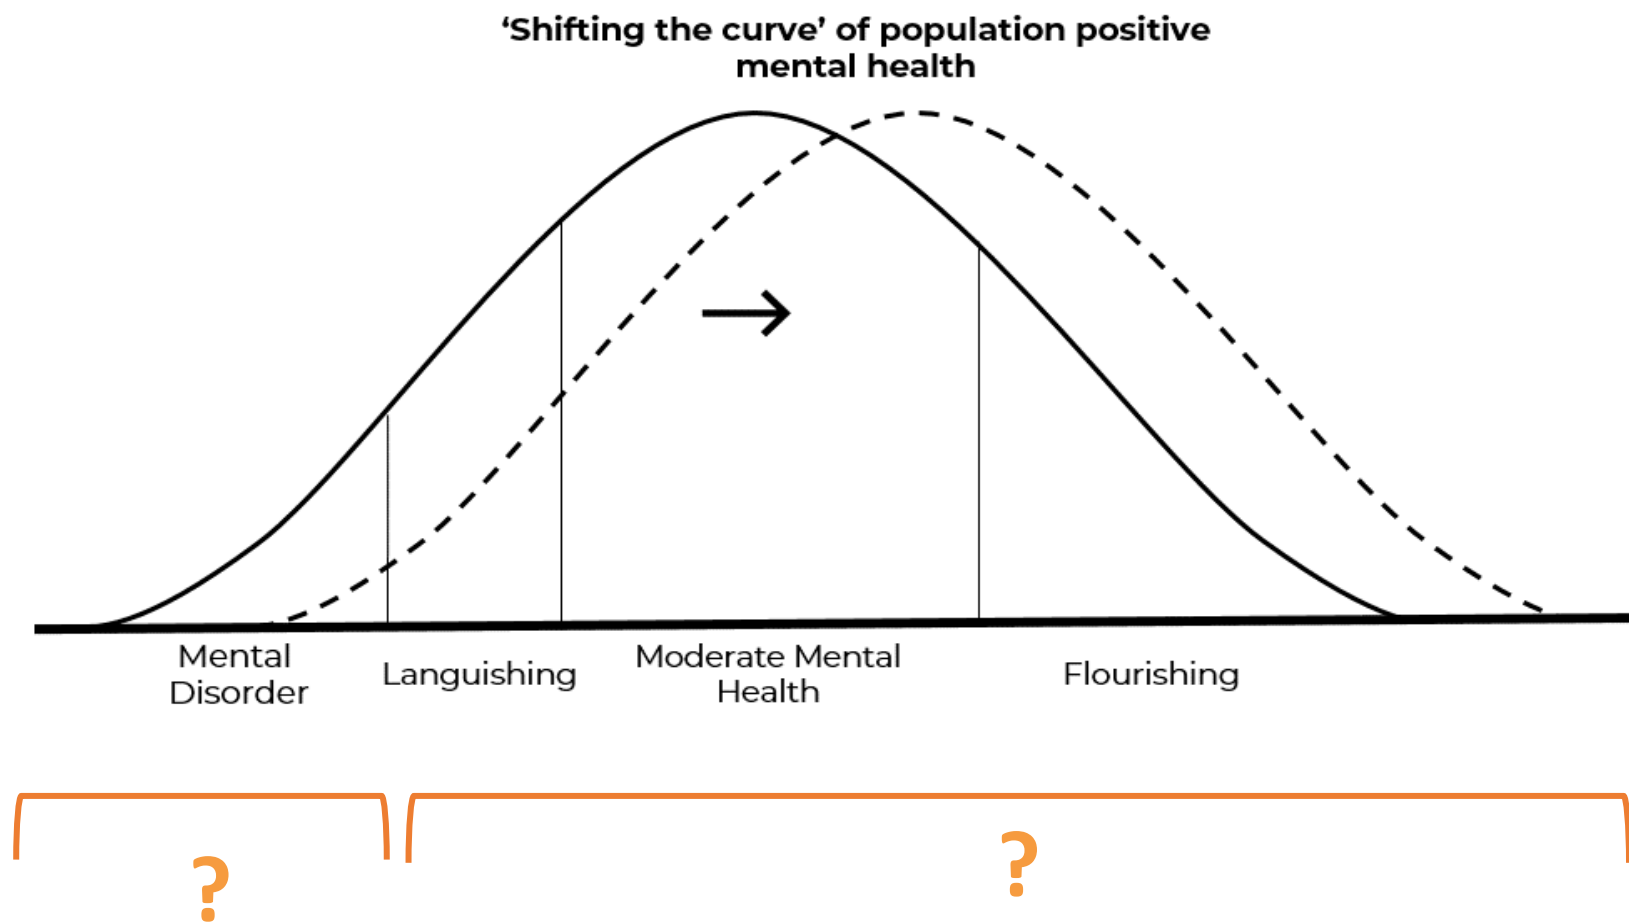 ‘Shifting the curve’ of population positive
mental health
Mental
Disorder
Languishing
Moderate Mental
Health
Flourishing
?
?